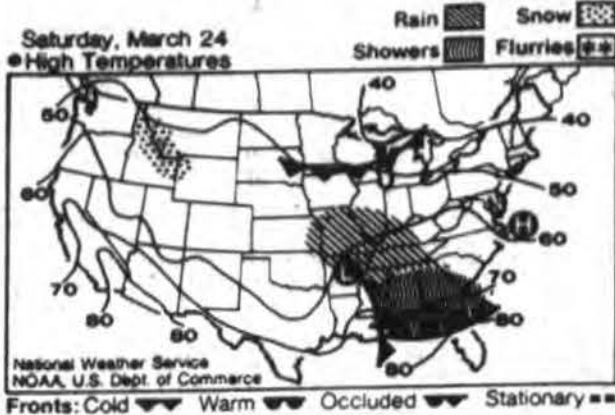 Rain Snow
Saturday, March 24
Showers Flurries
High Temperatures
40
50
40
60
50
H
60
70
70
80
80
80
80
National Weather Service
NOAA, U.S. Dept. of Commerce
Fronts: Cold Warm Occluded Stationary